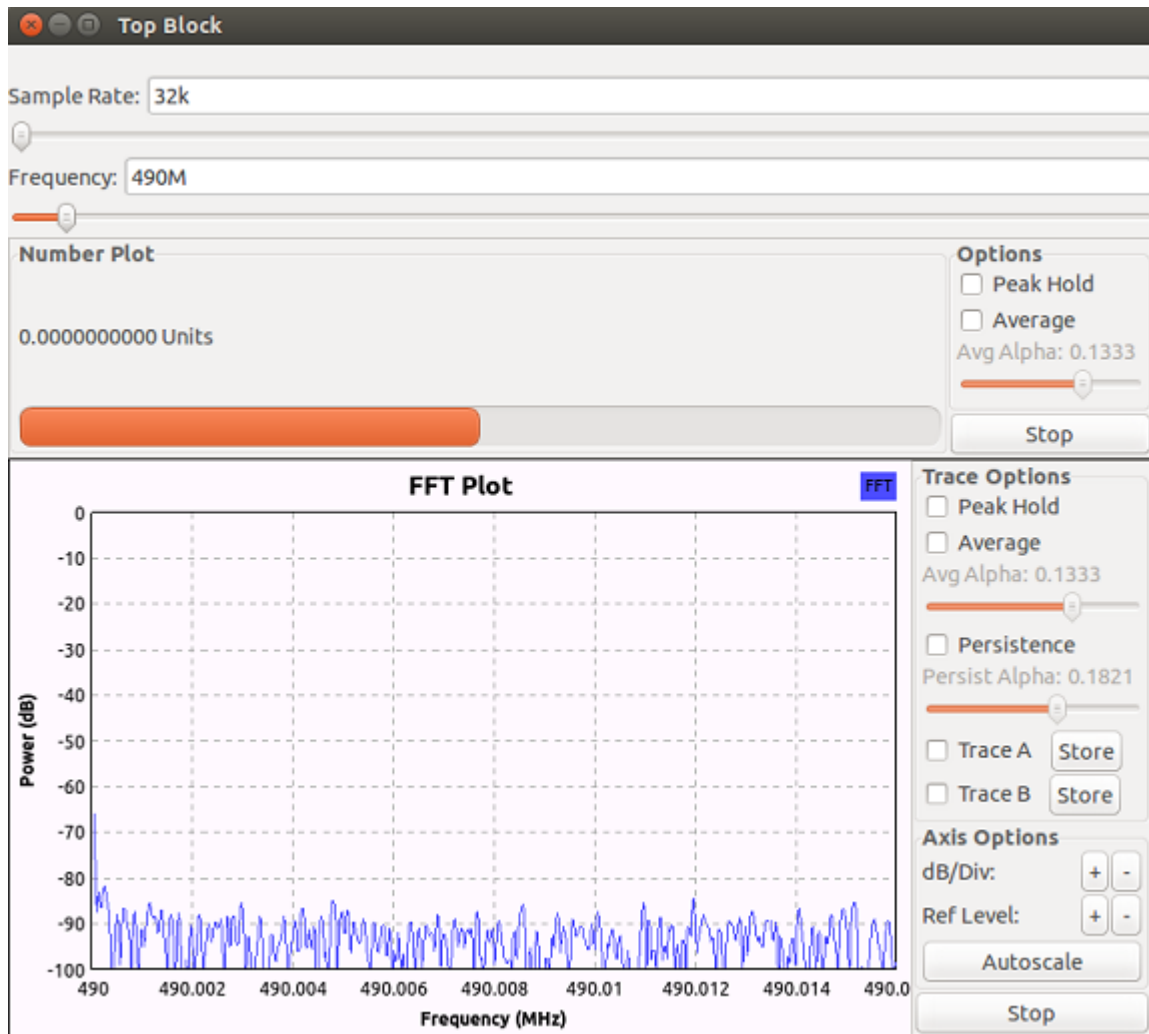 Top Block
Sample Rate: 32k
Frequency: 490M
Number Plot
0.0000000000 Units
Options
Peak Hold
Average
Avg Alpha: 0.1333
Stop
FFT Plot
FFT
0
-10
-20
-30
-40
-50
-60
-70
-80
-90
-100
Power (dB)
490 490.002 490.004 490.006 490.008 490.01 490.012 490.014 490.0
Frequency (MHz)
Trace Options
Peak Hold
Average
Avg Alpha: 0.1333
Persistence
Persist Alpha: 0.1821
Trace A Store
Trace B Store
Axis Options
dB/Div: + -
Ref Level: + -
Autoscale
Stop